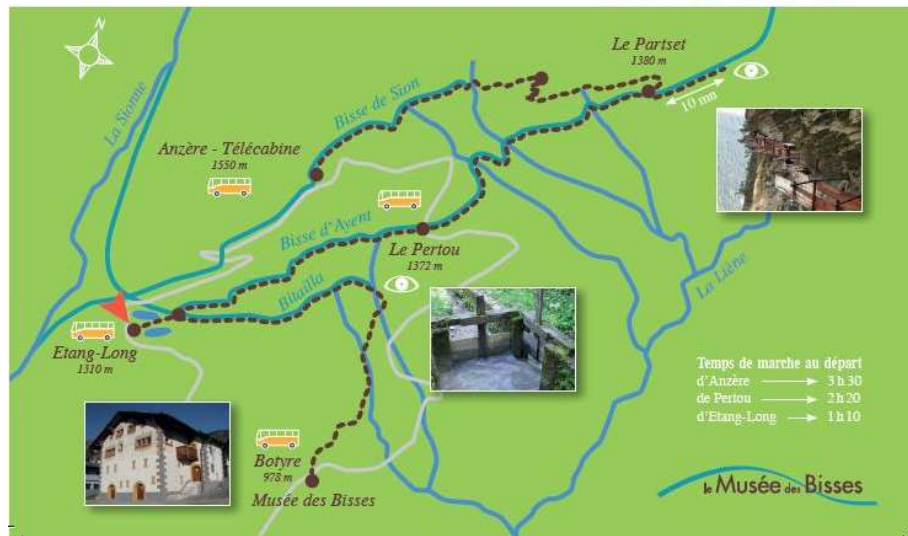 N
Le Partset
1380 m
10 mn
La Sionne
Bisse de Sion
Anzère - Télécabine
1550 m
Bisse d'Ayent
Le Pertou
1372 m
Bitailla
La Liène
Etang-Long
1310 m
Temps de marche au départ
d'Anzère 3 h 30
de Pertou 2 h 20
d'Etang-Long 1 h 10
Botyre
978 m
Musée des Bisses
le Musée des Bisses